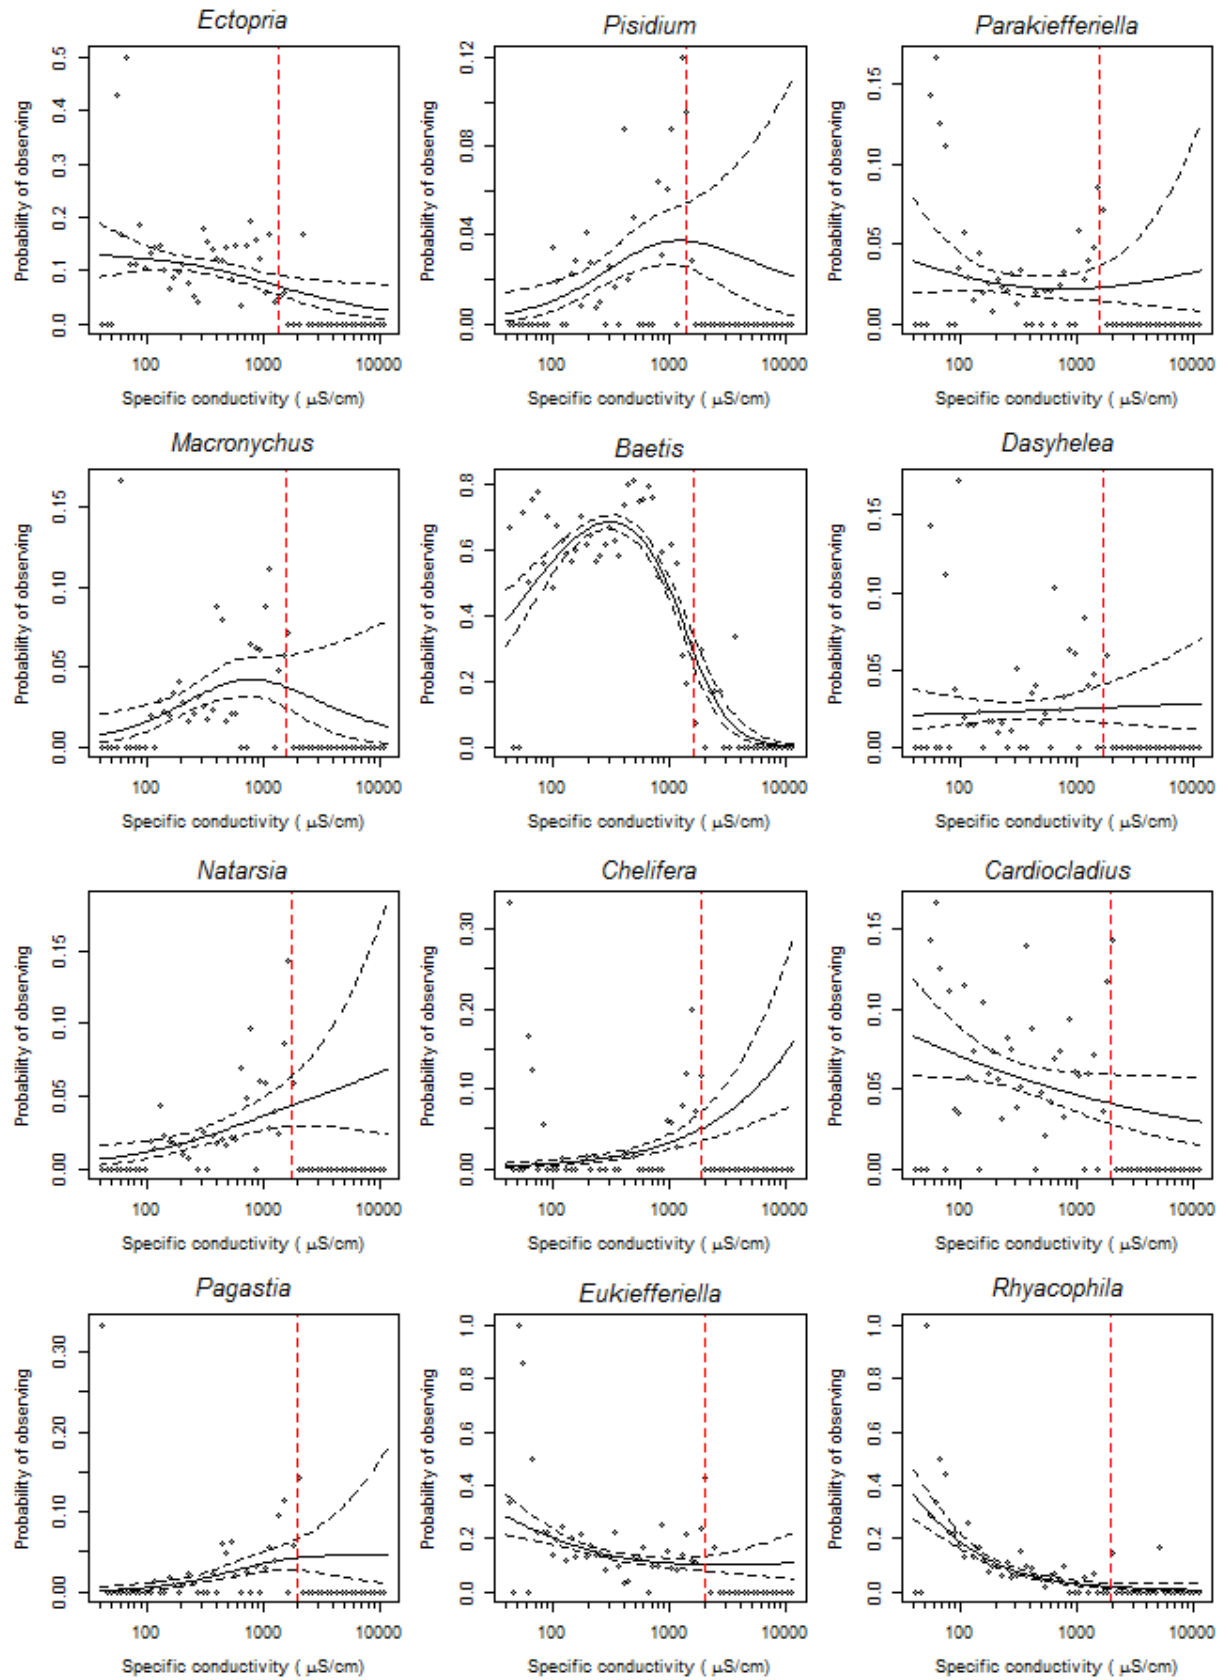 Ectopria
Pisidium
Parakiefferiella
Probability of observing
0.0 0.1 0.2 0.3 0.4 0.5
Probability of observing
0.00 0.04 0.08 0.12
Probability of observing
0.00 0.05 0.10 0.15
100 1000 10000
100 1000 10000
100 1000 10000
Specific conductivity ( μS/cm)
Specific conductivity ( μS/cm)
Specific conductivity ( μS/cm)
Macronychus
Baetis
Dasyhelea
Probability of observing
0.00 0.05 0.10 0.15
Probability of observing
0.0 0.2 0.4 0.6 0.8
Probability of observing
0.00 0.05 0.10 0.15
100 1000 10000
100 1000 10000
100 1000 10000
Specific conductivity ( μS/cm)
Specific conductivity ( μS/cm)
Specific conductivity ( μS/cm)
Natarsia
Chelifera
Cardiocladius
Probability of observing
0.00 0.05 0.10 0.15
Probability of observing
0.00 0.10 0.20 0.30
Probability of observing
0.00 0.05 0.10 0.15
100 1000 10000
100 1000 10000
100 1000 10000
Specific conductivity ( μS/cm)
Specific conductivity ( μS/cm)
Specific conductivity ( μS/cm)
Pagastia
Eukiefferiella
Rhyacophila
Probability of observing
0.00 0.10 0.20 0.30
Probability of observing
0.0 0.2 0.4 0.6 0.8 1.0
Probability of observing
0.0 0.2 0.4 0.6 0.8 1.0
100 1000 10000
100 1000 10000
100 1000 10000
Specific conductivity ( μS/cm)
Specific conductivity ( μS/cm)
Specific conductivity ( μS/cm)